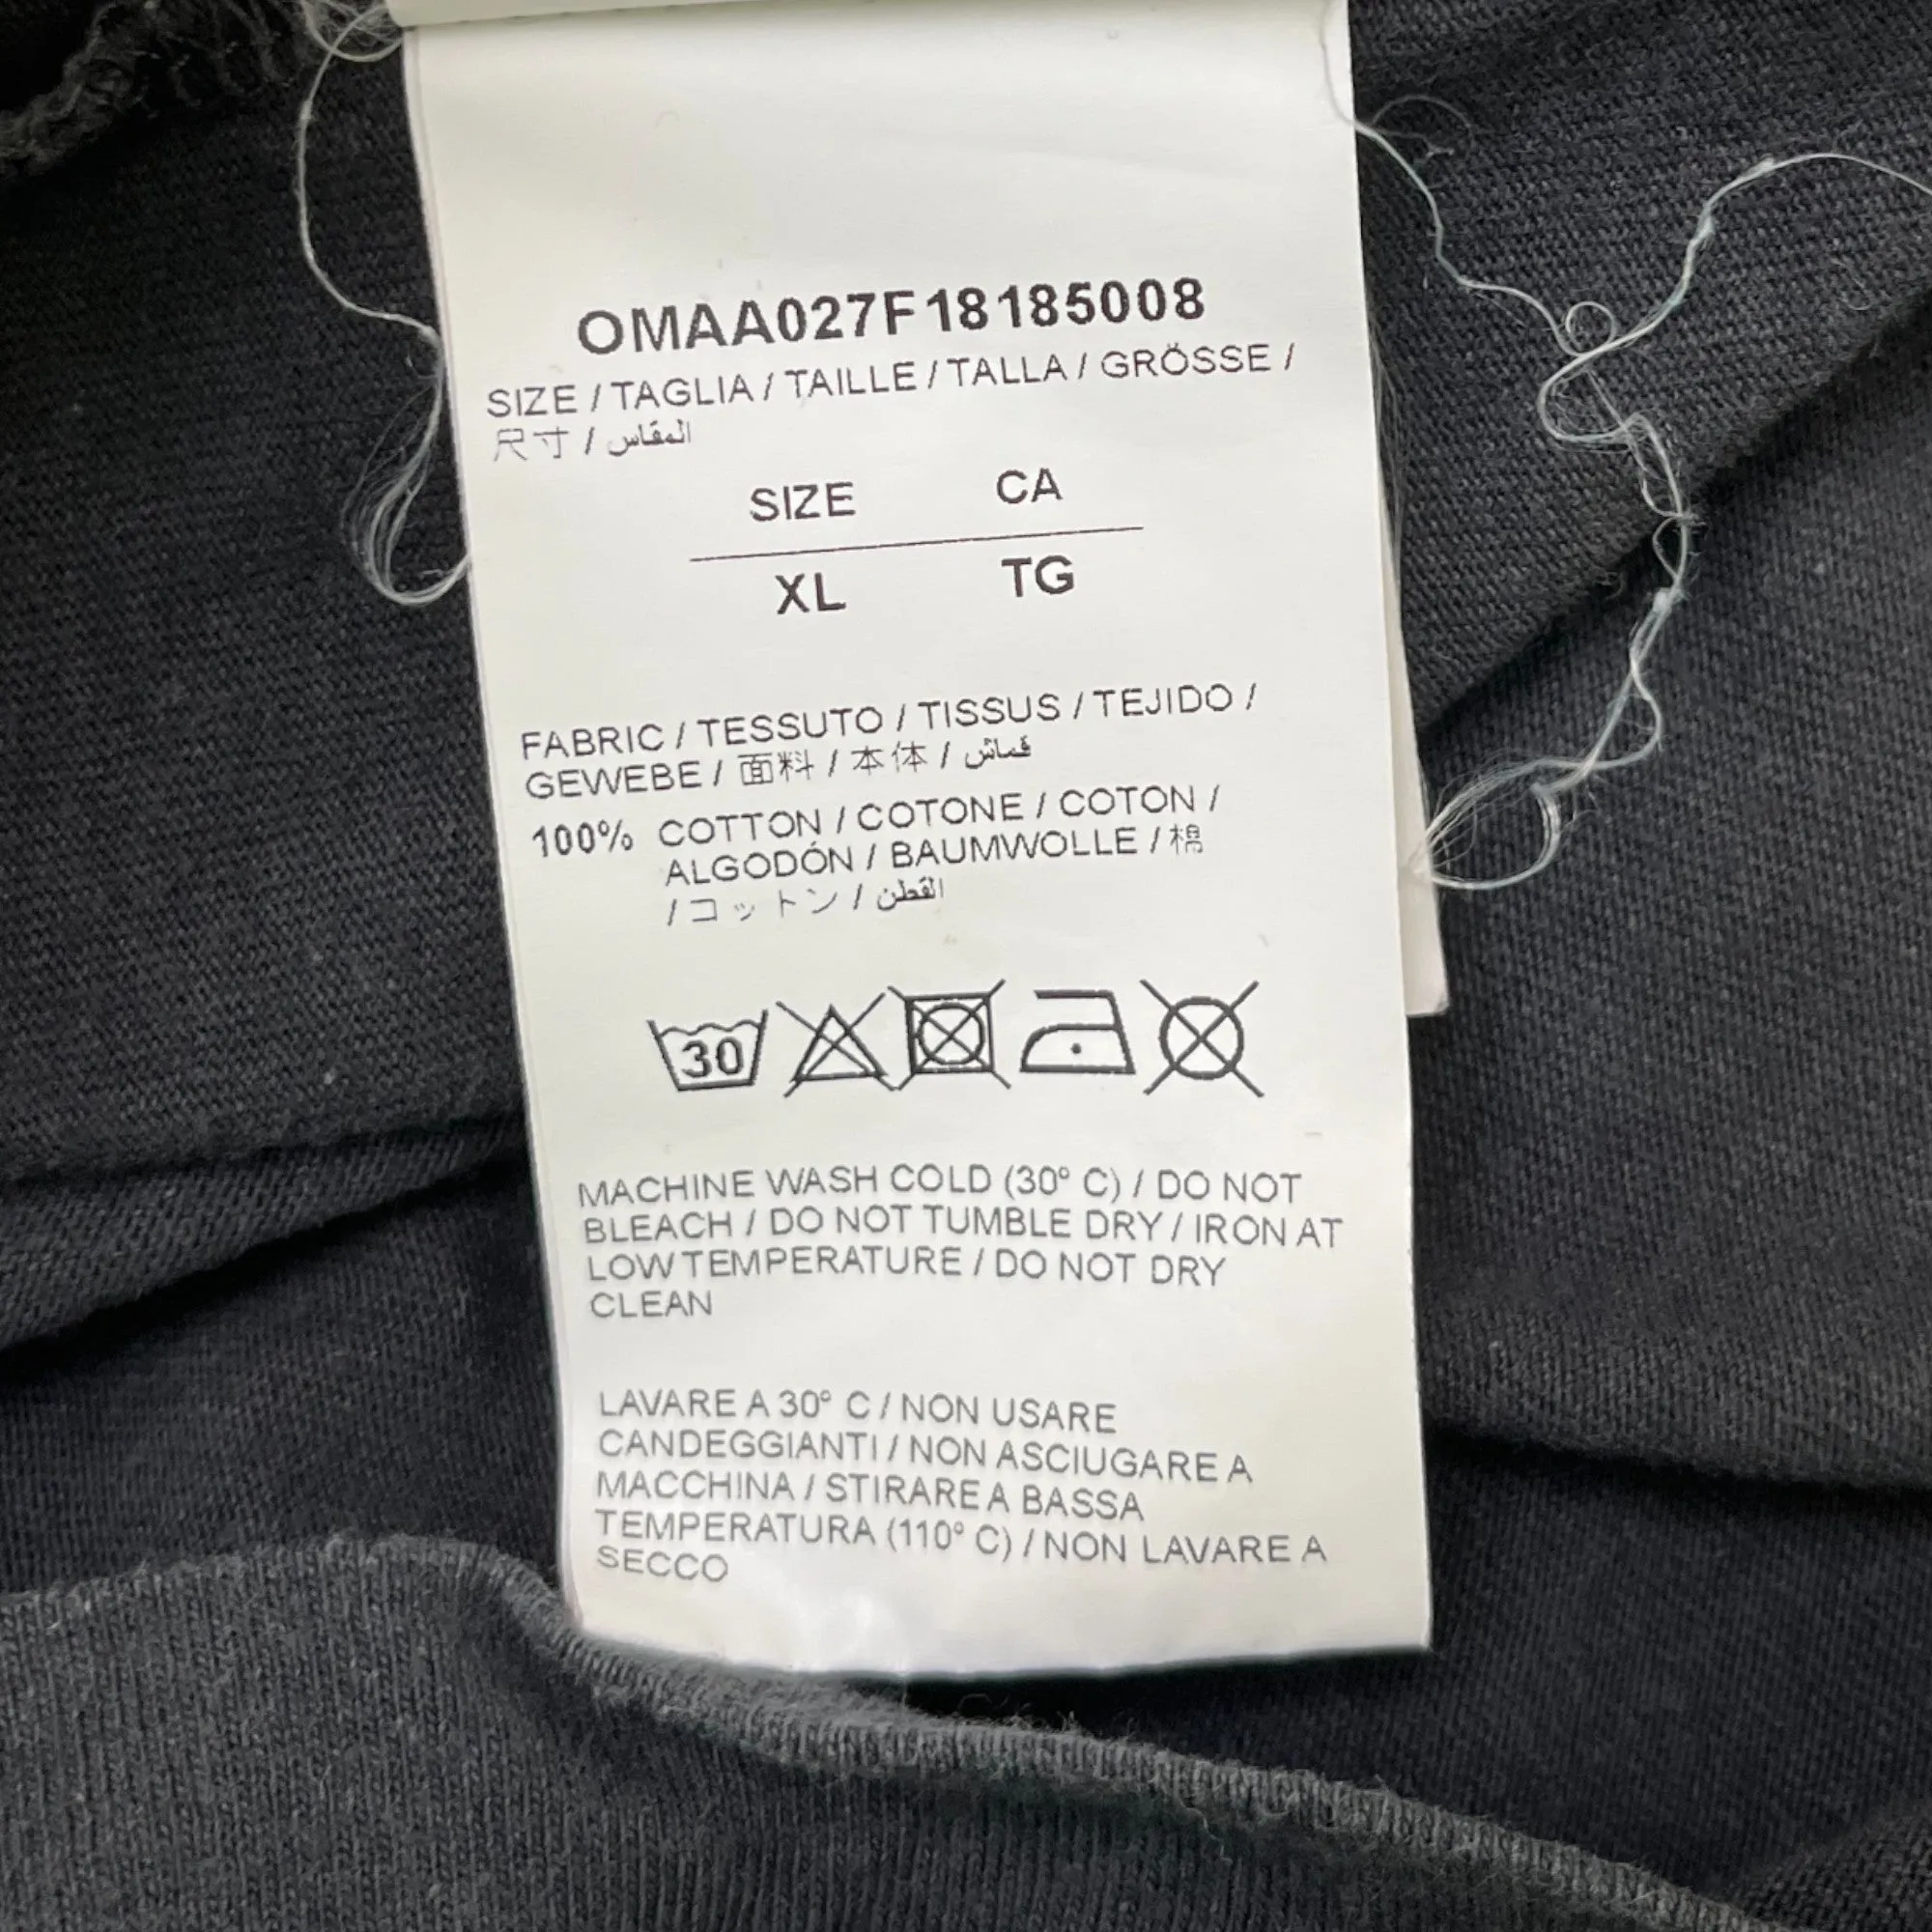 OMAA027F18185008
SIZE / TAGLIA / TAILLE / TALLA / GRÖSSE /
尺寸 / المقاس
SIZE CA
XL TG
FABRIC / TESSUTO / TISSUS / TEJIDO /
GEWEBE / 面料 / 本体 / قماش
100% COTTON / COTONE / COTON /
ALGODÓN / BAUMWOLLE / 棉
/ コットン / القطن
30
MACHINE WASH COLD (30º C) / DO NOT
BLEACH / DO NOT TUMBLE DRY / IRON AT
LOW TEMPERATURE / DO NOT DRY
CLEAN
LAVARE A 30º C / NON USARE
CANDEGGIANTI / NON ASCIUGARE A
MACCHINA / STIRARE A BASSA
TEMPERATURA (110º C) / NON LAVARE A
SECCO